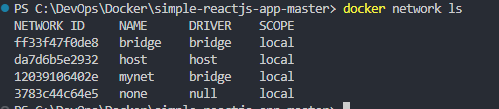 PS C:\DevOps\Docker\simple-reactjs-app-master> docker network ls
NETWORK ID     NAME      DRIVER    SCOPE
ff33f47f0de8   bridge    bridge    local
da7d6b5e2932   host      host      local
12039106402e   mynet     bridge    local
3783c44c64e5   none      null      local
PS C:\DevOps\Docker\simple-reactjs-app-master>